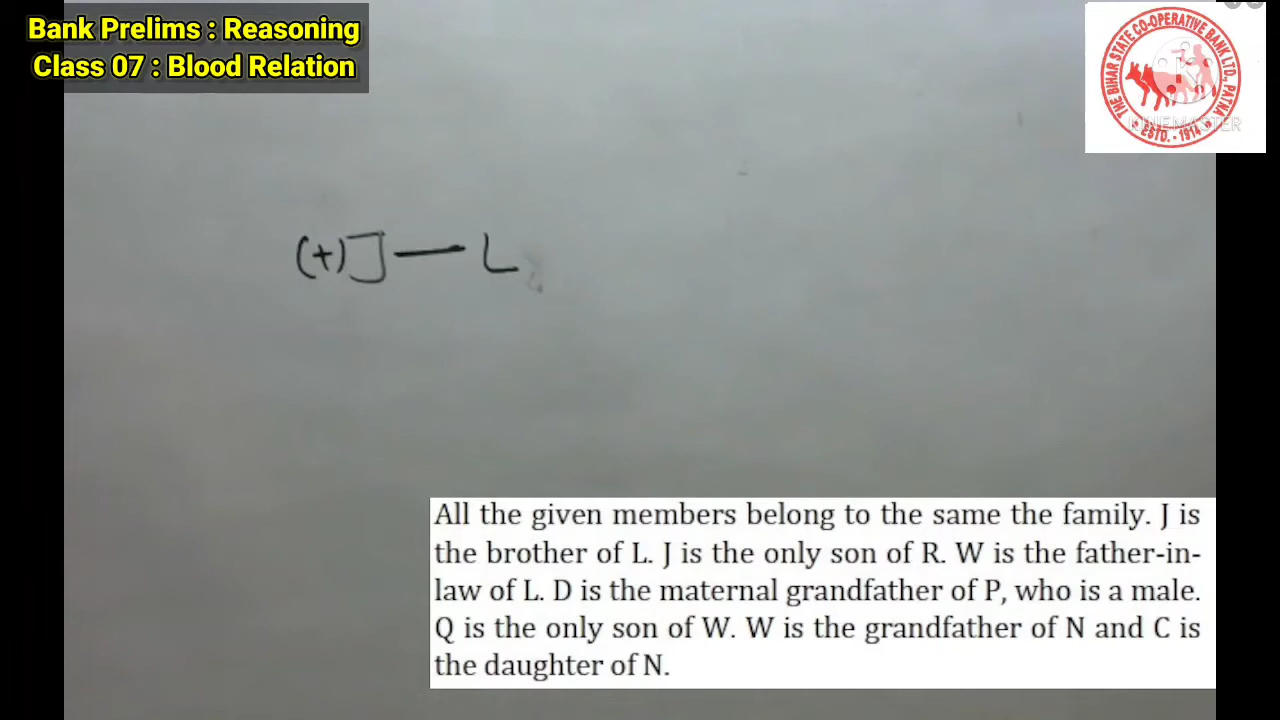 Bank Prelims : Reasoning
Class 07 : Blood Relation
THE BIHAR STATE CO-OPERATIVE BANK LTD., PATNA
ESTD. - 1914
KINEMASTER
(+) J — L
All the given members belong to the same the family. J is
the brother of L. J is the only son of R. W is the father-in-
law of L. D is the maternal grandfather of P, who is a male.
Q is the only son of W. W is the grandfather of N and C is
the daughter of N.